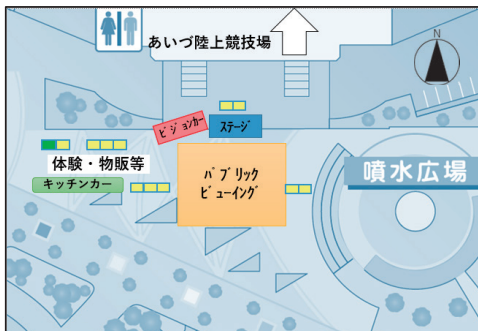 あいづ陸上競技場
N
ビジョンカー
ステージ
体験・物販等
キッチンカー
パブリック
ビューイング
噴水広場